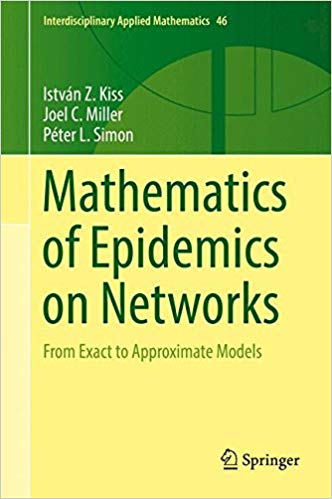 Interdisciplinary Applied Mathematics 46
István Z. Kiss
Joel C. Miller
Péter L. Simon
Mathematics
of Epidemics
on Networks
From Exact to Approximate Models
Springer